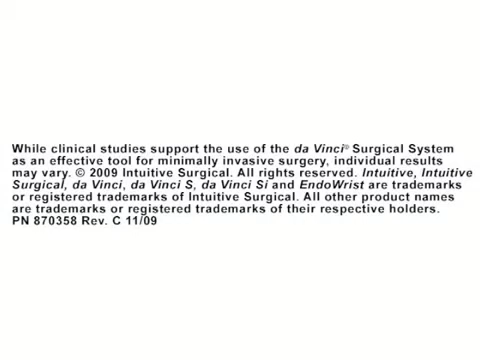 While clinical studies support the use of the da Vinci® Surgical System
as an effective tool for minimally invasive surgery, individual results
may vary. © 2009 Intuitive Surgical. All rights reserved. Intuitive, Intuitive
Surgical, da Vinci, da Vinci S, da Vinci Si and EndoWrist are trademarks
or registered trademarks of Intuitive Surgical. All other product names
are trademarks or registered trademarks of their respective holders.
PN 870358 Rev. C 11/09